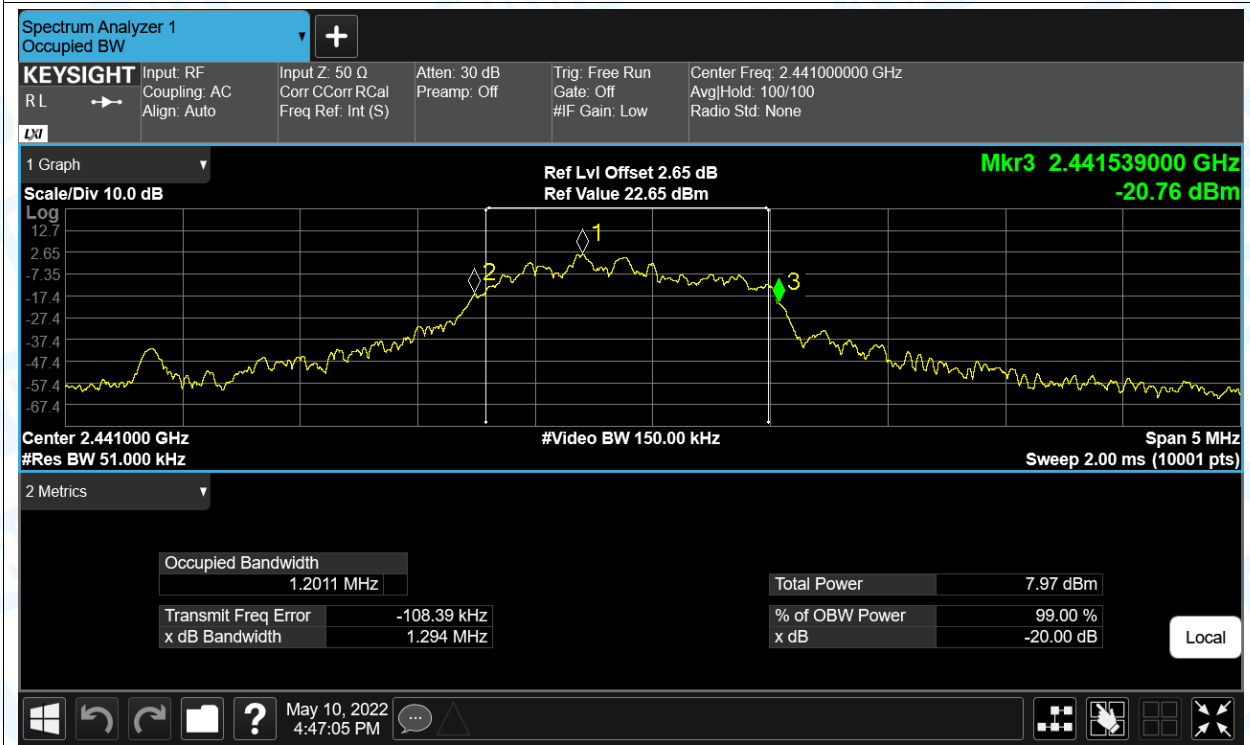 Spectrum Analyzer 1
Occupied BW
+
KEYSIGHT
R L
LXI
Input: RF
Coupling: AC
Align: Auto
Input Z: 50 Ω
Corr CCorr RCal
Freq Ref: Int (S)
Atten: 30 dB
Preamp: Off
Trig: Free Run
Gate: Off
#IF Gain: Low
Center Freq: 2.441000000 GHz
Avg|Hold: 100/100
Radio Std: None
1 Graph
Scale/Div 10.0 dB
Ref Lvl Offset 2.65 dB
Ref Value 22.65 dBm
Mkr3 2.441539000 GHz
-20.76 dBm
Log
12.7
2.65
-7.35
-17.4
-27.4
-37.4
-47.4
-57.4
-67.4
1
2
3
Center 2.441000 GHz
#Res BW 51.000 kHz
#Video BW 150.00 kHz
Span 5 MHz
Sweep 2.00 ms (10001 pts)
2 Metrics
Occupied Bandwidth
1.2011 MHz
Transmit Freq Error -108.39 kHz
x dB Bandwidth 1.294 MHz
Total Power 7.97 dBm
% of OBW Power 99.00 %
x dB -20.00 dB
Local
?
May 10, 2022
4:47:05 PM